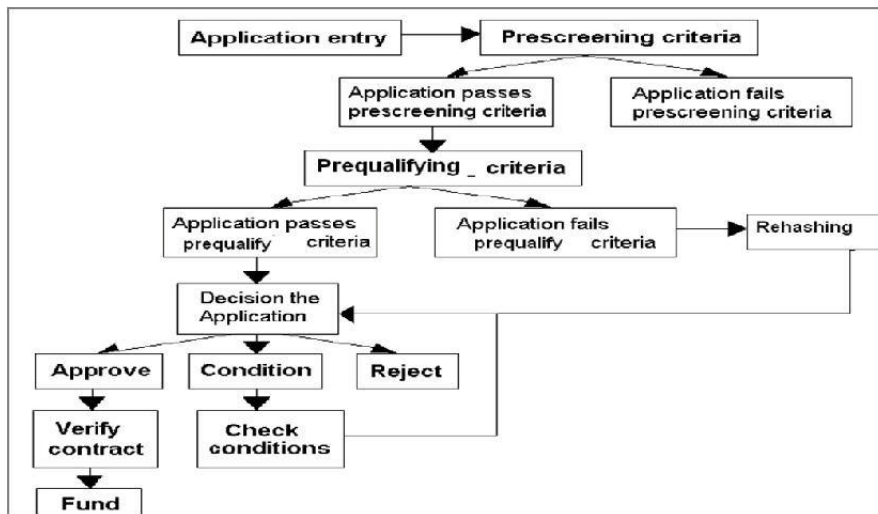 Application entry
Prescreening criteria
Application passes
prescreening criteria
Application fails
prescreening criteria
Prequalifying _ criteria
Application passes
prequalify criteria
Application fails
prequalify criteria
Rehashing
Decision the
Application
Approve
Condition
Reject
Verify
contract
Check
conditions
Fund